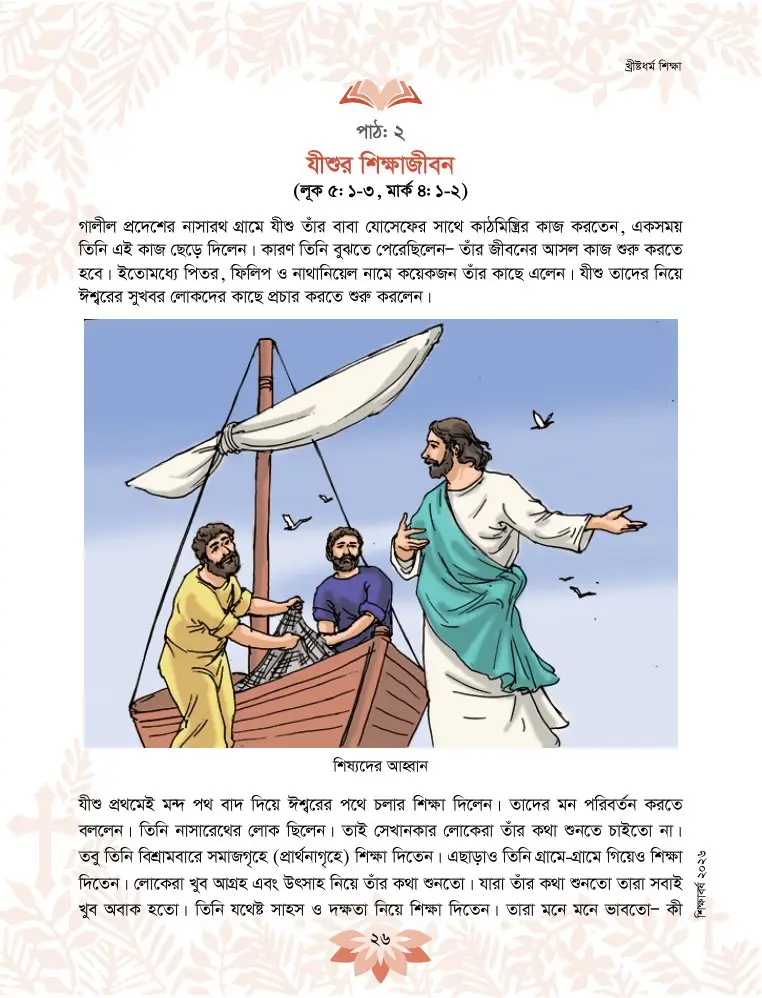 খ্রীষ্টধর্ম শিক্ষা
পাঠ: ২
যীশুর শিক্ষাজীবন
(লূক ৫: ১-৩, মার্ক ৪: ১-২)
গালীল প্রদেশের নাসারথ গ্রামে যীশু তাঁর বাবা যোসেফের সাথে কাঠমিস্ত্রির কাজ করতেন, একসময়
তিনি এই কাজ ছেড়ে দিলেন। কারণ তিনি বুঝতে পেরেছিলেন– তাঁর জীবনের আসল কাজ শুরু করতে
হবে। ইতোমধ্যে পিতর, ফিলিপ ও নাথানিয়েল নামে কয়েকজন তাঁর কাছে এলেন। যীশু তাদের নিয়ে
ঈশ্বরের সুখবর লোকদের কাছে প্রচার করতে শুরু করলেন।
শিষ্যদের আহ্বান
যীশু প্রথমেই মন্দ পথ বাদ দিয়ে ঈশ্বরের পথে চলার শিক্ষা দিলেন। তাদের মন পরিবর্তন করতে
বললেন। তিনি নাসারেথের লোক ছিলেন। তাই সেখানকার লোকেরা তাঁর কথা শুনতে চাইতো না।
তবু তিনি বিশ্রামবারে সমাজগৃহে (প্রার্থনাগৃহে) শিক্ষা দিতেন। এছাড়াও তিনি গ্রামে-গ্রামে গিয়েও শিক্ষা
দিতেন। লোকেরা খুব আগ্রহ এবং উৎসাহ নিয়ে তাঁর কথা শুনতো। যারা তাঁর কথা শুনতো তারা সবাই
খুব অবাক হতো। তিনি যথেষ্ট সাহস ও দক্ষতা নিয়ে শিক্ষা দিতেন। তারা মনে মনে ভাবতো– কী
শিক্ষাবর্ষ ২০২৬
২৬